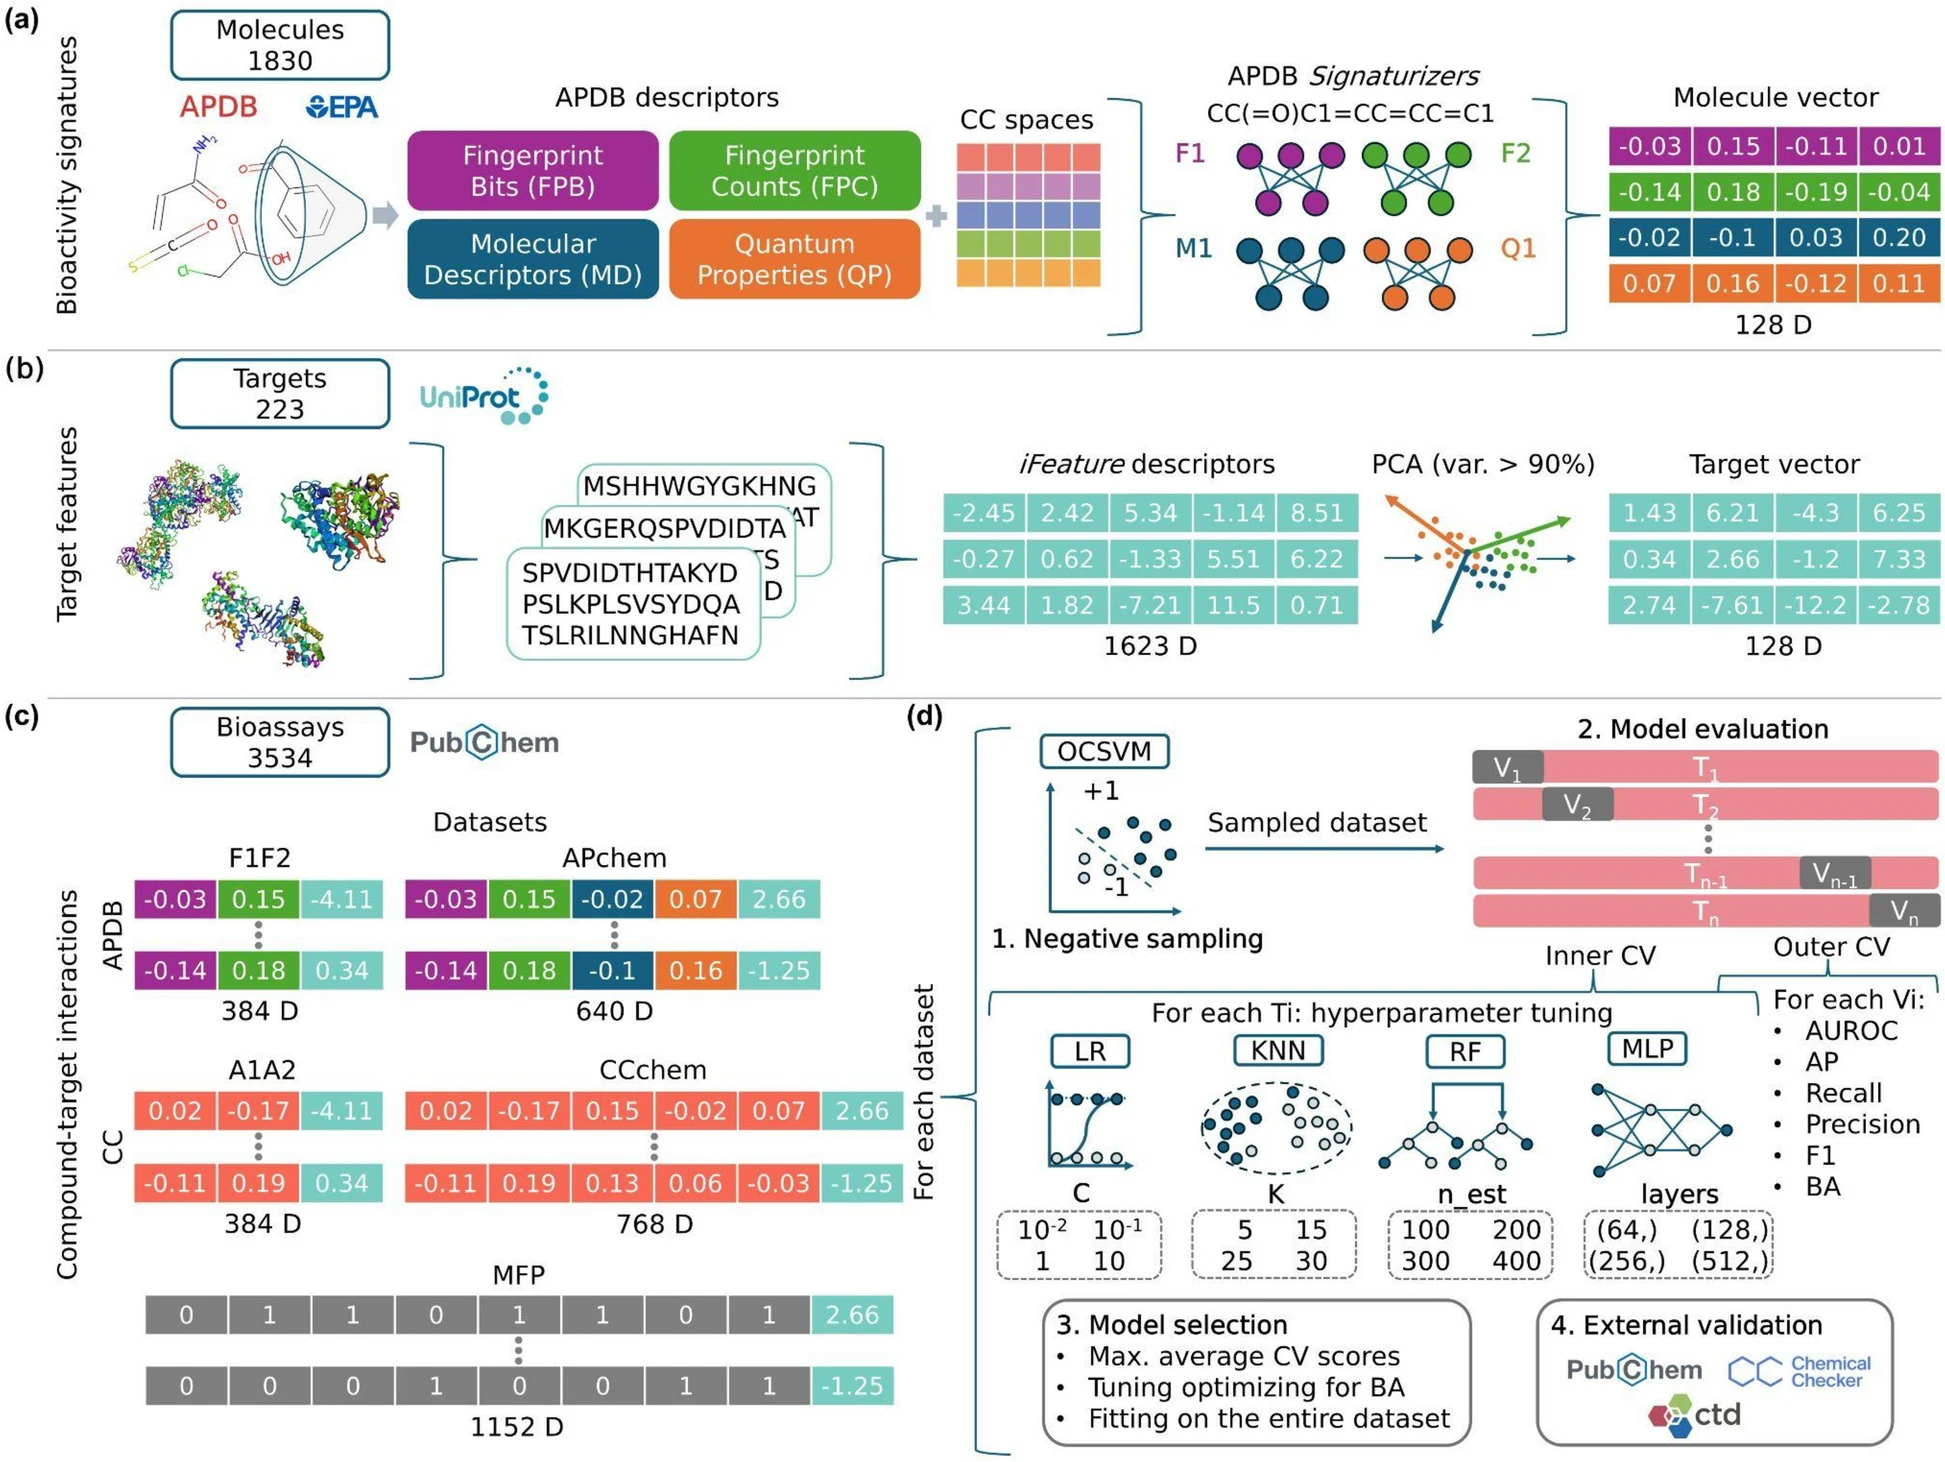 (a)
Bioactivity signatures
Molecules
1830
APDB
EPA
NH2
O
S
C
O
O
Cl
OH
O
APDB descriptors
Fingerprint
Bits (FPB)
Fingerprint
Counts (FPC)
Molecular
Descriptors (MD)
Quantum
Properties (QP)
CC spaces
APDB Signaturizers
CC(=O)C1=CC=CC=C1
F1
F2
M1
Q1
Molecule vector
-0.03 0.15 -0.11 0.01
-0.14 0.18 -0.19 -0.04
-0.02 -0.1 0.03 0.20
0.07 0.16 -0.12 0.11
128 D
(b)
Target features
Targets
223
UniProt
MSHHWGYGKHNG
AT
MKGERQSPVDIDTA
TS
D
SPVDIDTHTAKYD
PSLKPLSVSYDQA
TSLRILNNGHAFN
iFeature descriptors
-2.45 2.42 5.34 -1.14 8.51
-0.27 0.62 -1.33 5.51 6.22
3.44 1.82 -7.21 11.5 0.71
1623 D
PCA (var. > 90%)
Target vector
1.43 6.21 -4.3 6.25
0.34 2.66 -1.2 7.33
2.74 -7.61 -12.2 -2.78
128 D
(c)
Compound-target interactions
Bioassays
3534
PubChem
Datasets
APDB
F1F2
-0.03 0.15 -4.11
-0.14 0.18 0.34
384 D
APchem
-0.03 0.15 -0.02 0.07 2.66
-0.14 0.18 -0.1 0.16 -1.25
640 D
CC
A1A2
0.02 -0.17 -4.11
-0.11 0.19 0.34
384 D
CCchem
0.02 -0.17 0.15 -0.02 0.07 2.66
-0.11 0.19 0.13 0.06 -0.03 -1.25
768 D
MFP
0 1 1 0 1 1 0 1 2.66
0 0 0 1 0 0 1 1 -1.25
1152 D
(d)
For each dataset
OCSVM
+1
-1
1. Negative sampling
Sampled dataset
2. Model evaluation
V1 T1
V2 T2
Tn-1 Vn-1
Tn Vn
Inner CV
Outer CV
For each Ti: hyperparameter tuning
LR
KNN
RF
MLP
C
K
n_est
layers
10-2 10-1
1 10
5 15
25 30
100 200
300 400
(64,) (128,)
(256,) (512,)
For each Vi:
• AUROC
• AP
• Recall
• Precision
• F1
• BA
3. Model selection
• Max. average CV scores
• Tuning optimizing for BA
• Fitting on the entire dataset
4. External validation
PubChem
Chemical
Checker
ctd